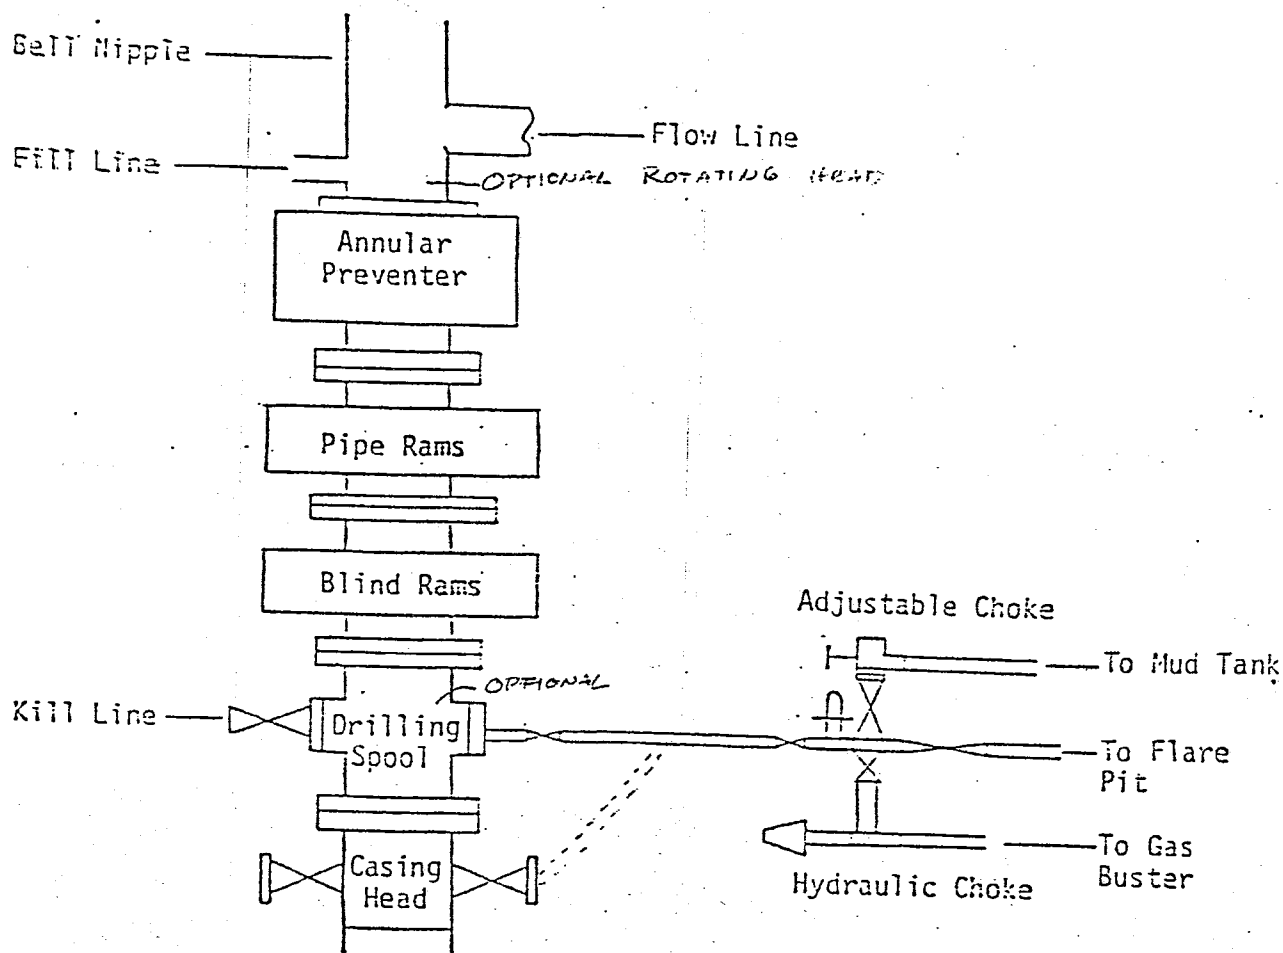 Bell Nipple
Flow Line
Fill Line
OPTIONAL ROTATING HEAD
Annular
Preventer
Pipe Rams
Blind Rams
Adjustable Choke
To Mud Tank
OPTIONAL
Kill Line
Drilling
Spool
To Flare
Pit
Casing
Head
To Gas
Buster
Hydraulic Choke